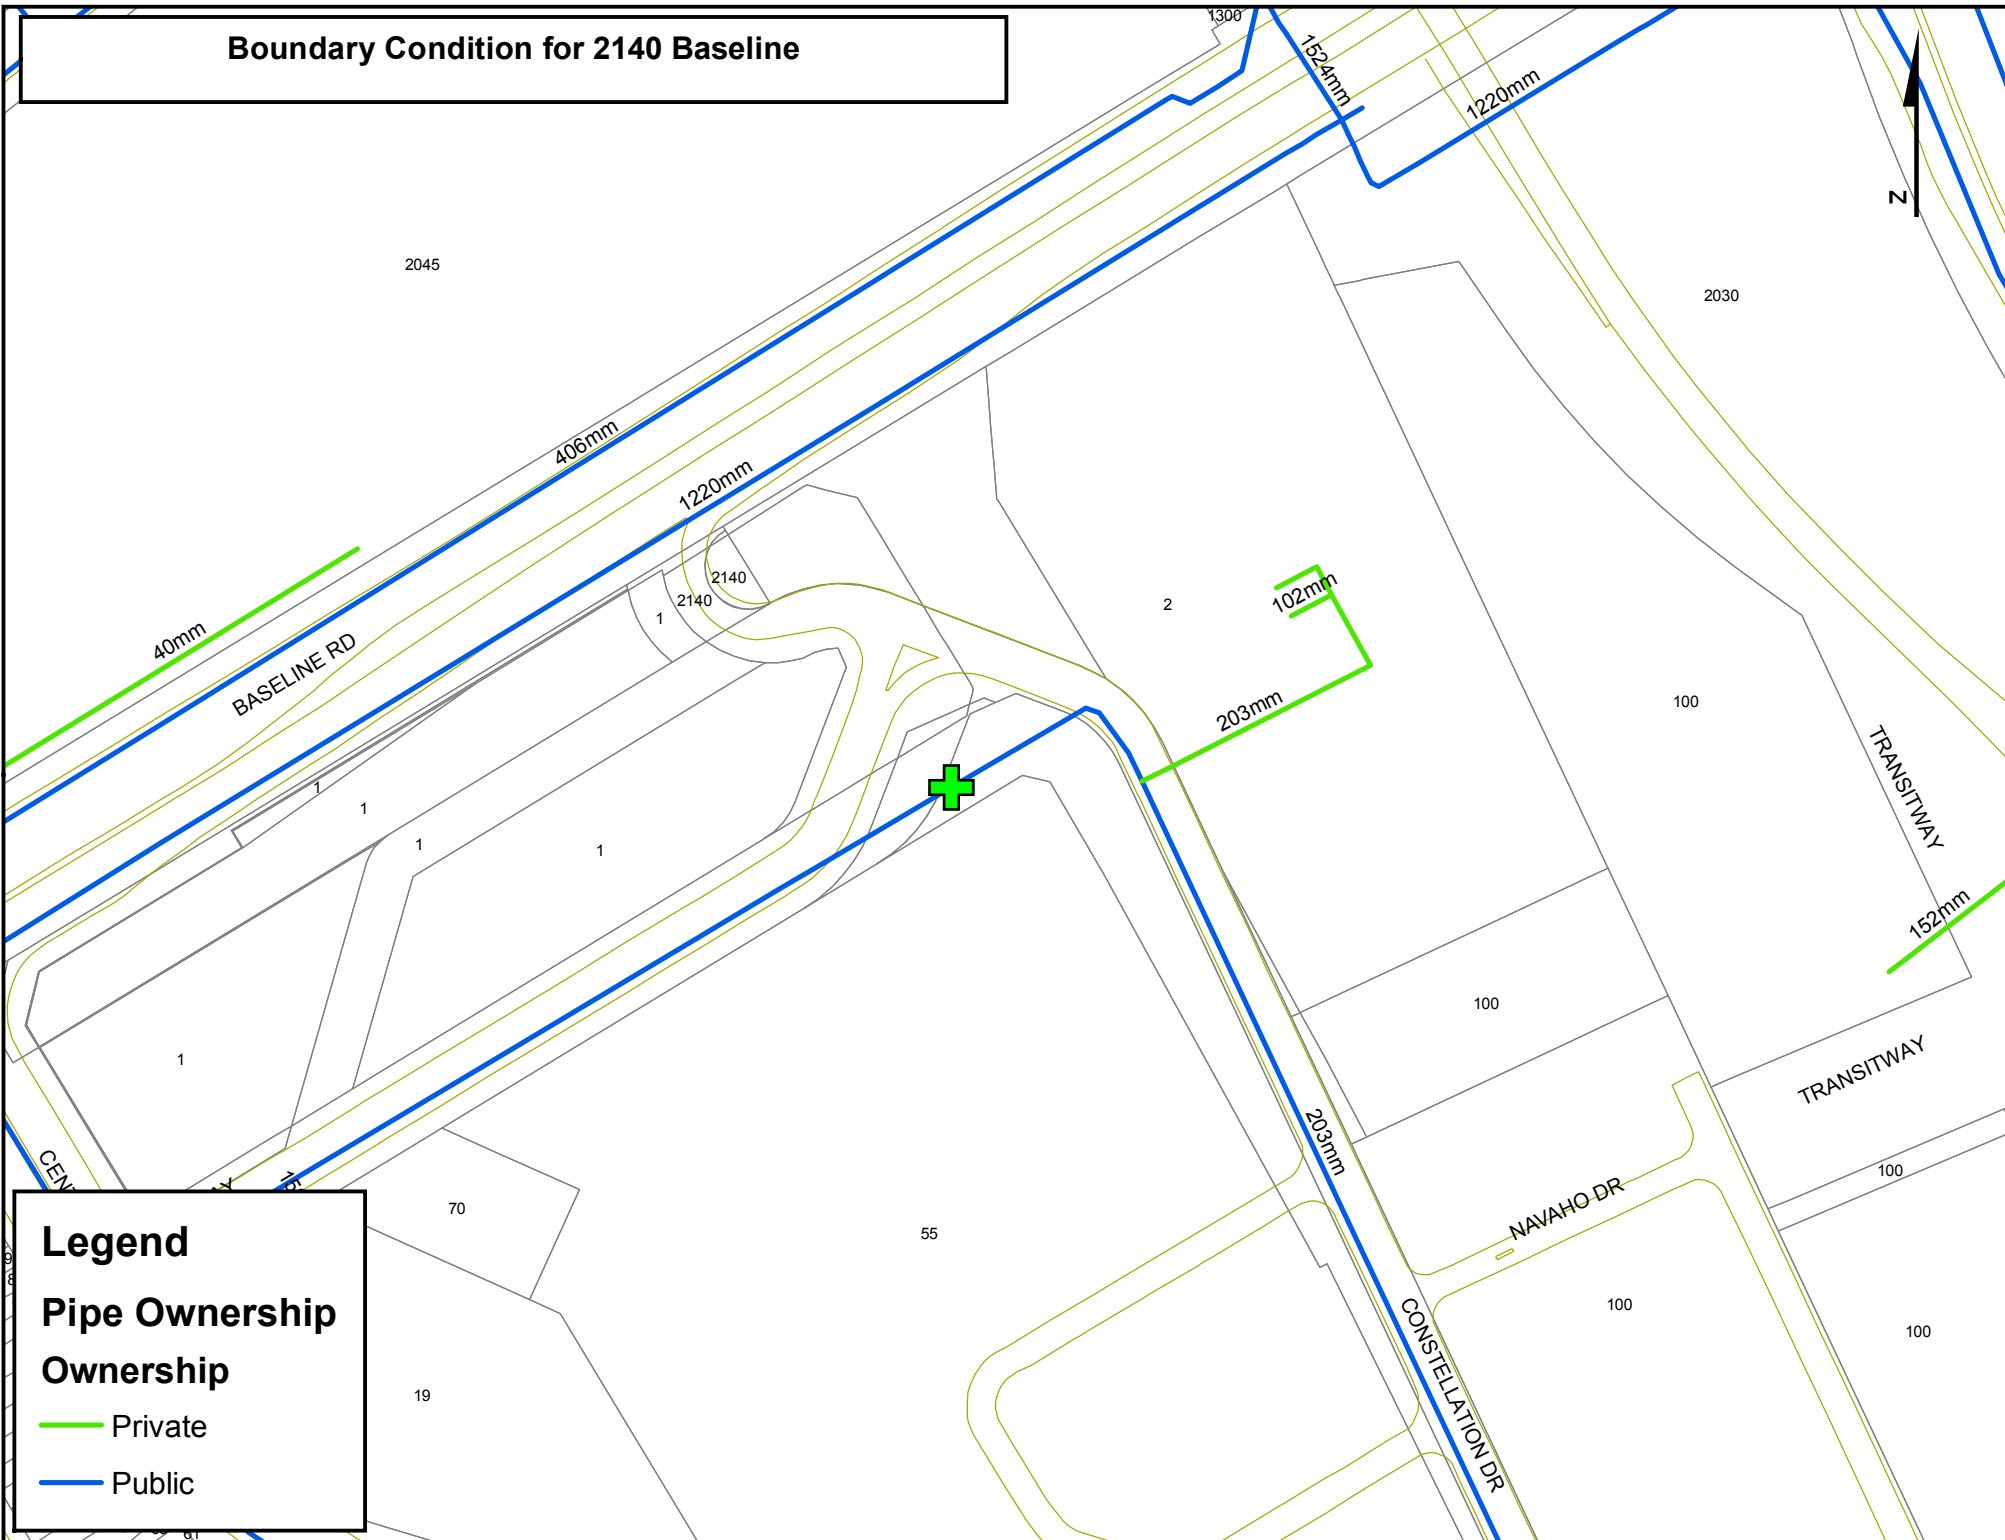 Boundary Condition for 2140 Baseline
1300
1524mm
1220mm
N
2045
2030
406mm
1220mm
2140
2140
1
2
102mm
40mm
BASELINE RD
203mm
100
TRANSITWAY
1
1
1
1
152mm
100
1
TRANSITWAY
203mm
100
NAVAHO DR
70
55
100
100
CONSTELLATION DR
19
Legend
Pipe Ownership
Ownership
Private
Public